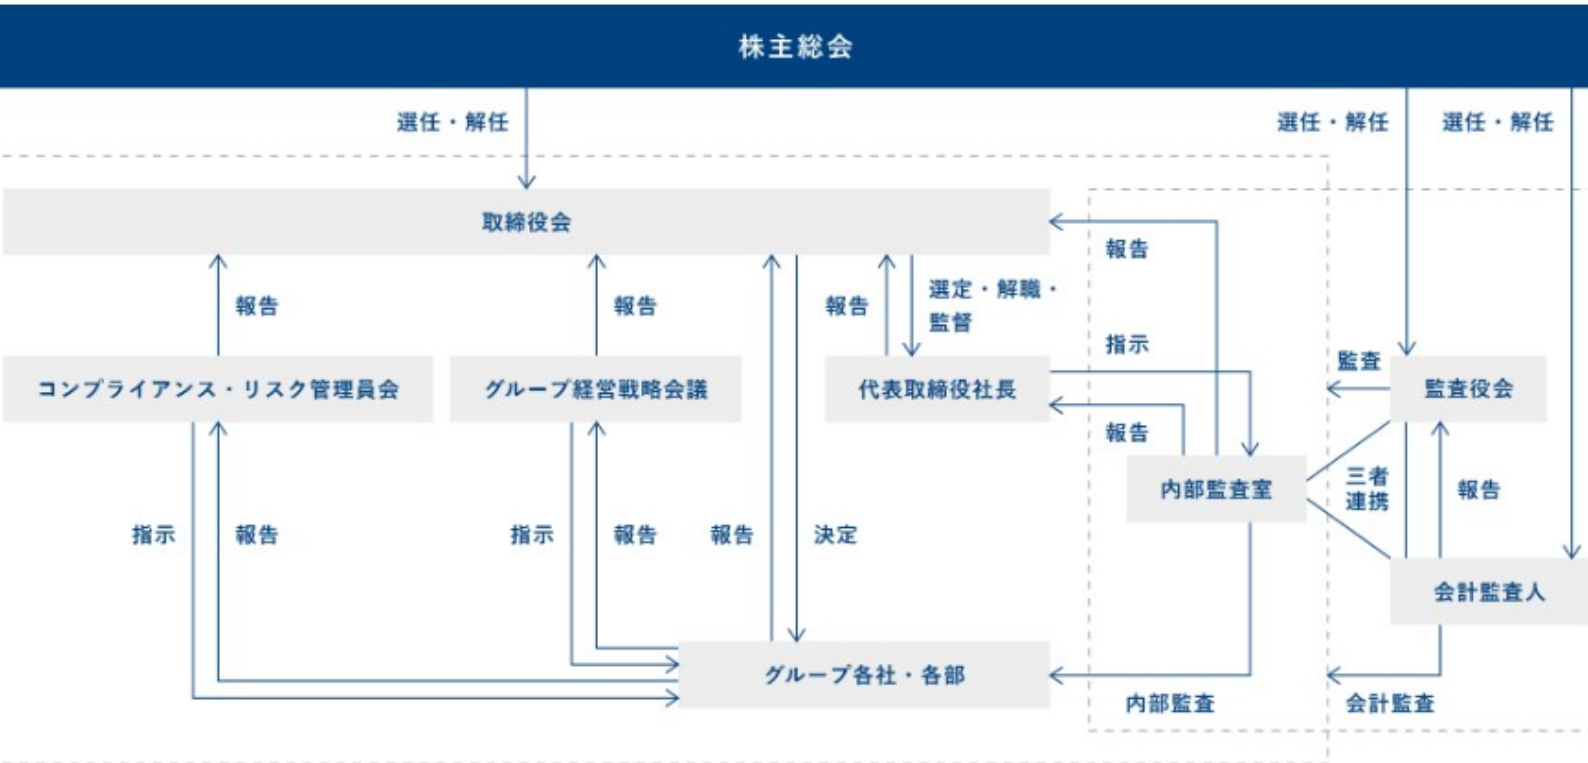 株主総会
選任・解任
選任・解任
選任・解任
取締役会
報告
報告
報告
報告
選定・解職・
監督
指示
監査
コンプライアンス・リスク管理員会
グループ経営戦略会議
代表取締役社長
監査役会
報告
内部監査室
三者
連携
報告
指示
報告
指示
報告
報告
決定
会計監査人
グループ各社・各部
内部監査
会計監査